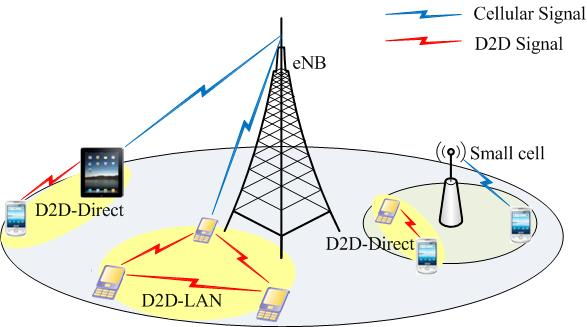 Cellular Signal
D2D Signal
eNB
Small cell
D2D-Direct
D2D-Direct
D2D-LAN